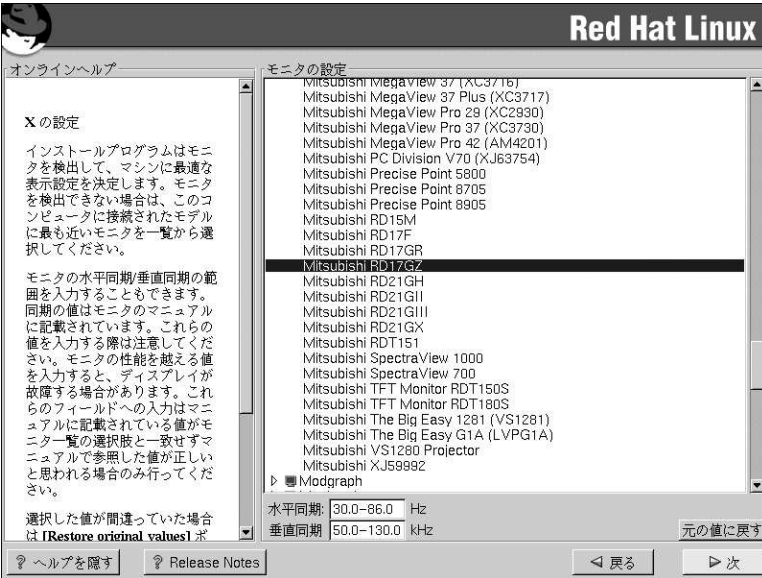 Red Hat Linux
オンラインヘルプ
X の設定
インストールプログラムはモニ
タを検出して、マシンに最適な
表示設定を決定します。モニタ
を検出できない場合は、このコ
ンピュータに接続されたモデル
に最も近いモニタを一覧から選
択してください。
モニタの水平同期/垂直同期の範
囲を入力することもできます。
同期の値はモニタのマニュアル
に記載されています。これらの
値を入力する際は注意してくだ
さい。モニタの性能を越える値
を入力すると、ディスプレイが
故障する場合があります。これ
らのフィールドへの入力はマニ
ュアルに記載されている値がモ
ニター覧の選択肢と一致せずマ
ニュアルで参照した値が正しい
と思われる場合のみ行ってくだ
さい。
選択した値が間違っていた場合
は [Restore original values] ボ
モニタの設定
Mitsubishi MegaView 37 (XC3716)
Mitsubishi MegaView 37 Plus (XC3717)
Mitsubishi MegaView Pro 29 (XC2930)
Mitsubishi MegaView Pro 37 (XC3730)
Mitsubishi MegaView Pro 42 (AM4201)
Mitsubishi PC Division V70 (XJ63754)
Mitsubishi Precise Point 5800
Mitsubishi Precise Point 8705
Mitsubishi Precise Point 8905
Mitsubishi RD15M
Mitsubishi RD17F
Mitsubishi RD17GR
Mitsubishi RD17GZ
Mitsubishi RD21GH
Mitsubishi RD21GII
Mitsubishi RD21GIII
Mitsubishi RD21GX
Mitsubishi RDT151
Mitsubishi SpectraView 1000
Mitsubishi SpectraView 700
Mitsubishi TFT Monitor RDT150S
Mitsubishi TFT Monitor RDT180S
Mitsubishi The Big Easy 1281 (VS1281)
Mitsubishi The Big Easy G1A (LVPG1A)
Mitsubishi VS1280 Projector
Mitsubishi XJ59992
Modgraph
水平同期: 30.0-86.0 Hz
垂直同期 50.0-130.0 kHz
元の値に戻す
? ヘルプを隠す
? Release Notes
戻る
次